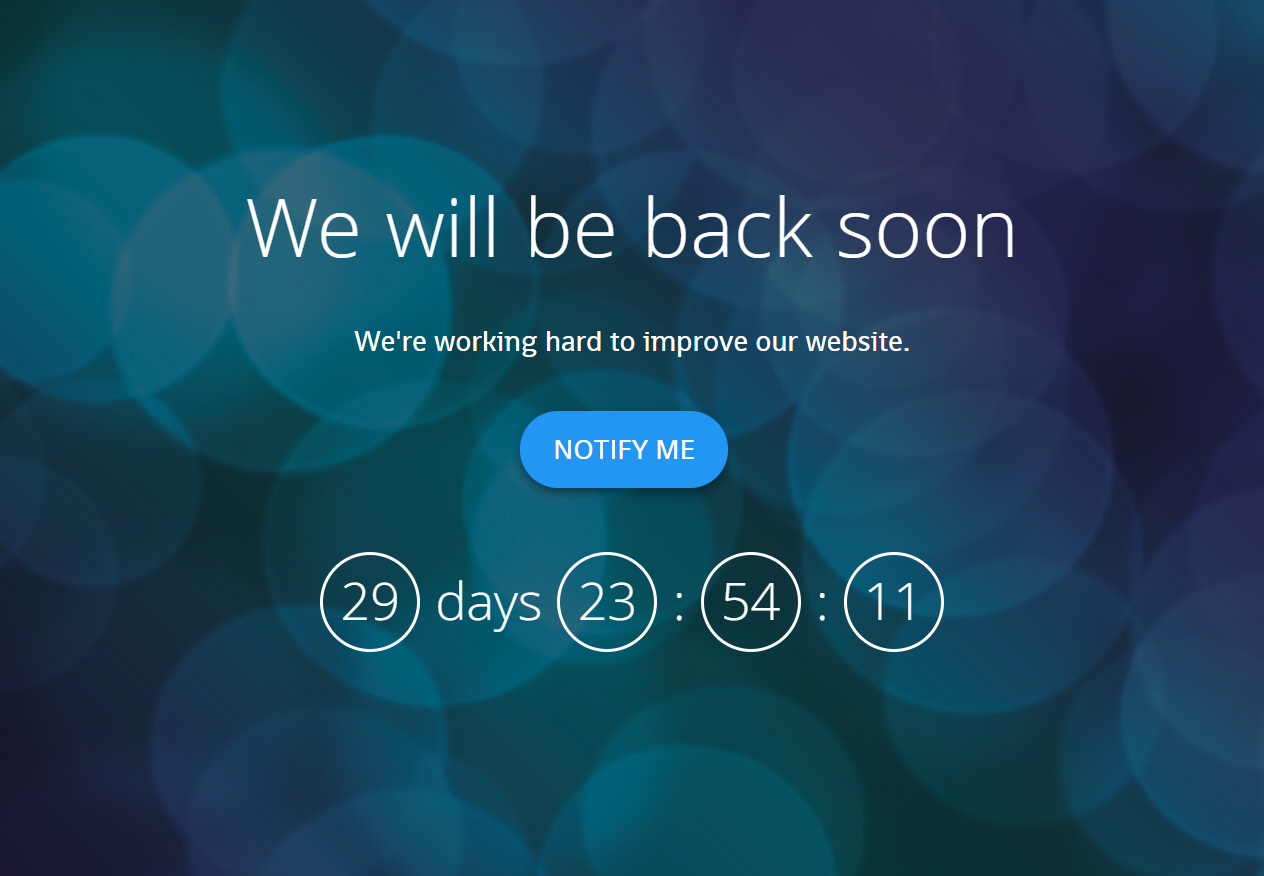 We will be back soon
We're working hard to improve our website.
NOTIFY ME
29 days 23 : 54 : 11